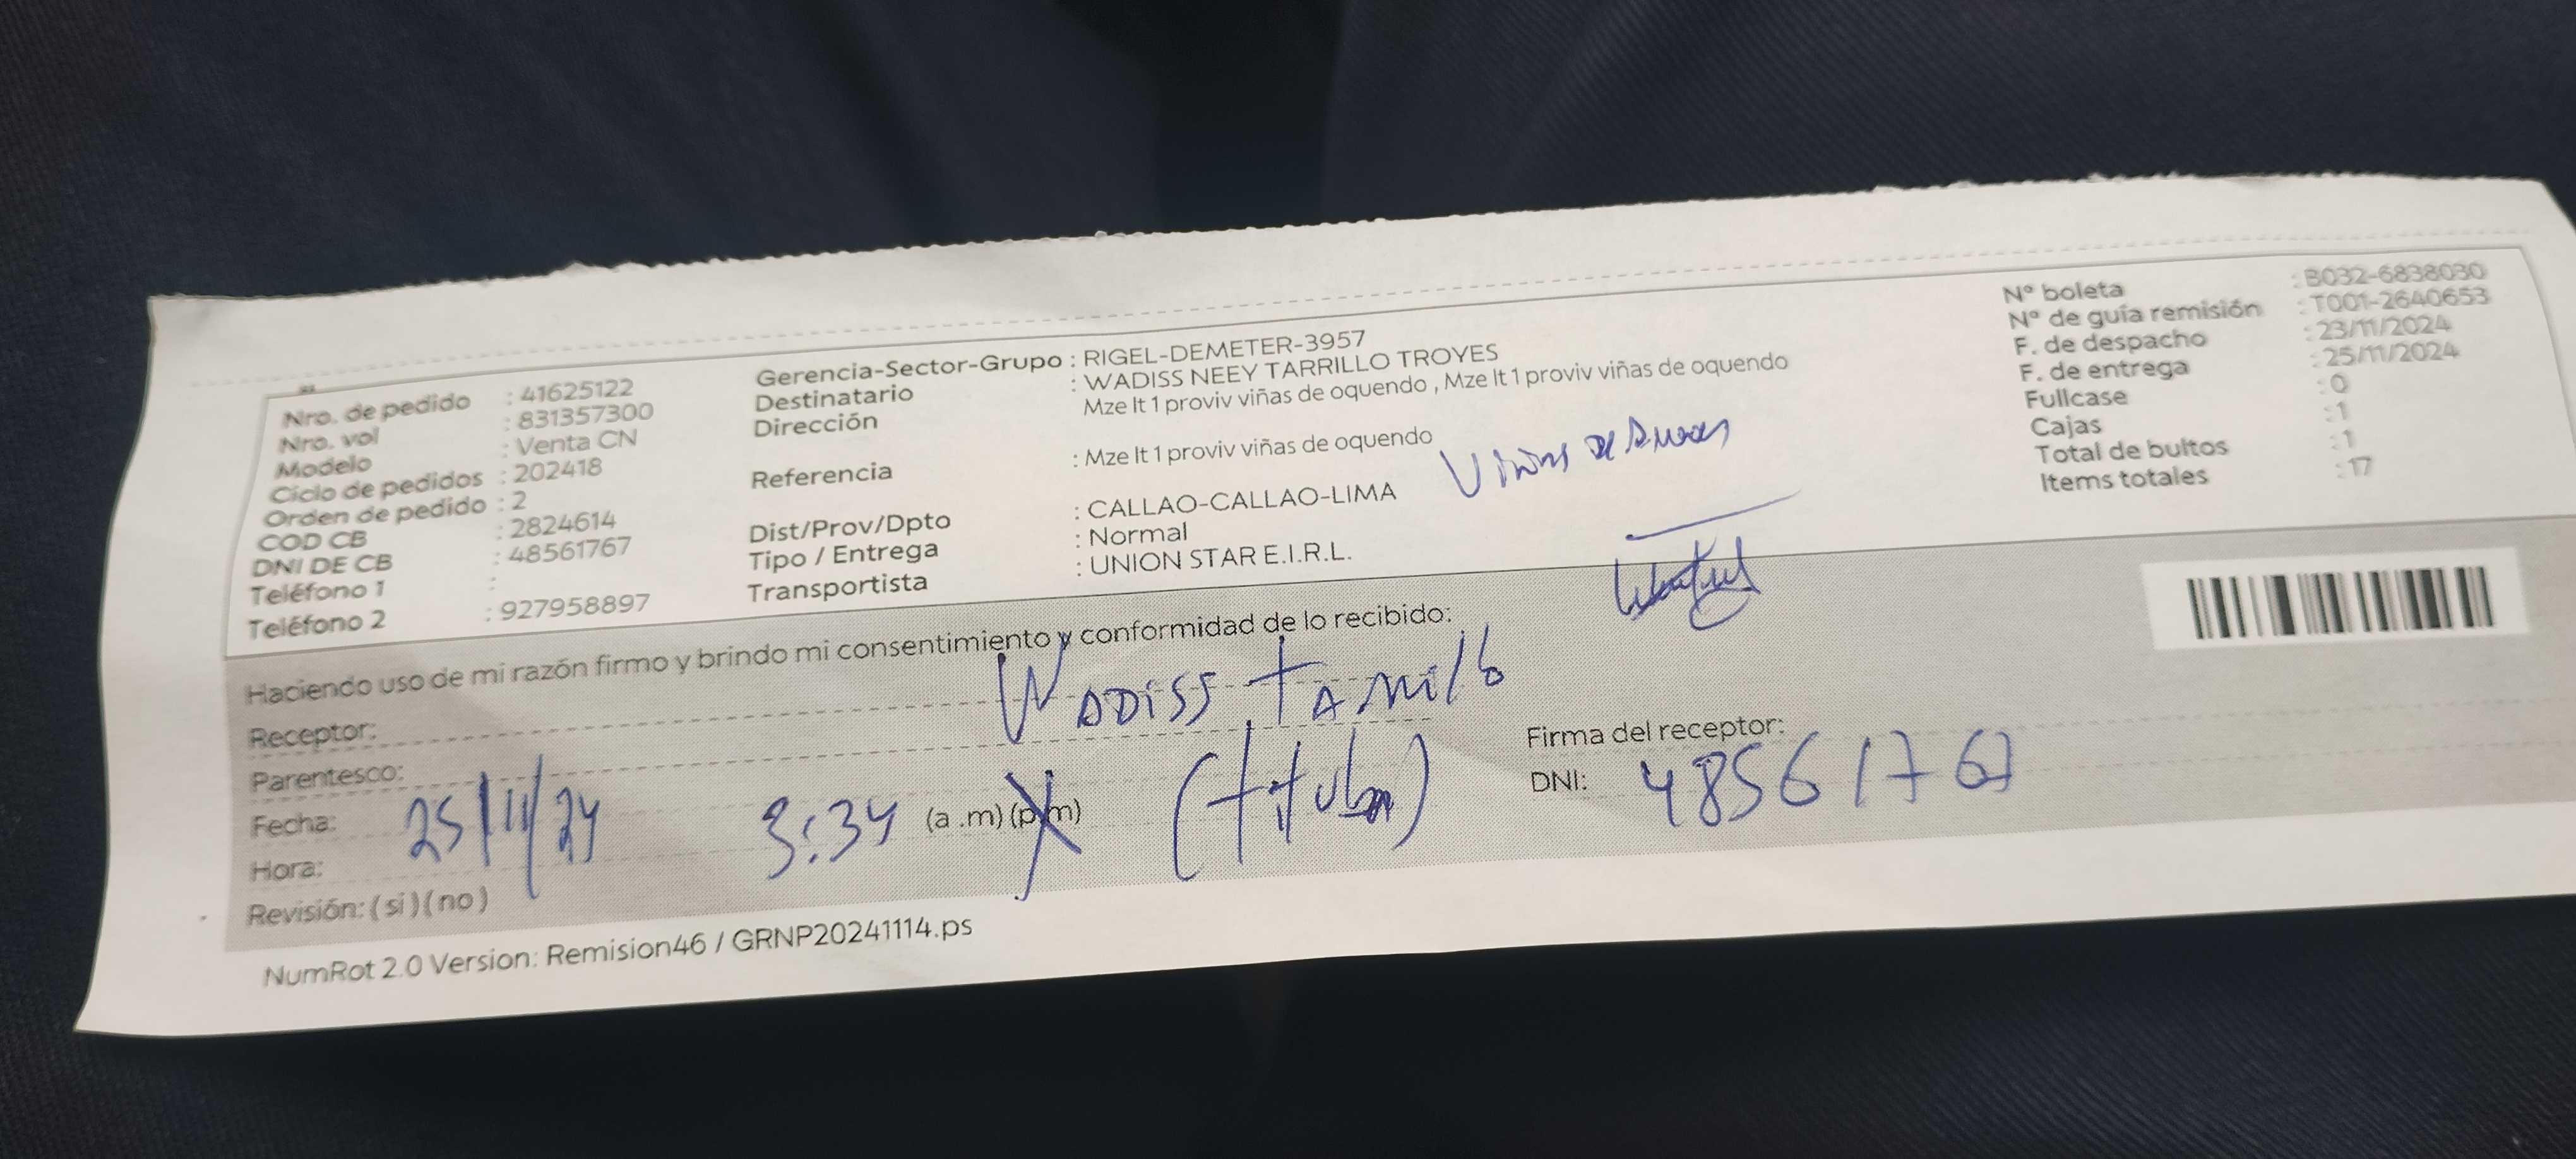 Nro. de pedido : 41625122
Nro. vol : 831357300
Modelo : Venta CN
Ciclo de pedidos : 202418
Orden de pedido : 2
COD CB : 2824614
DNI DE CB : 48561767
Teléfono 1 :
Teléfono 2 : 927958897
Gerencia-Sector-Grupo : RIGEL-DEMETER-3957
Destinatario : WADISS NEEY TARRILLO TROYES
Dirección Mze lt 1 proviv viñas de oquendo , Mze lt 1 proviv viñas de oquendo
Referencia : Mze lt 1 proviv viñas de oquendo
Dist/Prov/Dpto : CALLAO-CALLAO-LIMA
Tipo / Entrega : Normal
Transportista : UNION STAR E.I.R.L.
Viñas de
N° boleta : B032-6838030
N° de guía remisión : T001-2640653
F. de despacho : 23/11/2024
F. de entrega : 25/11/2024
Fullcase : 0
Cajas : 1
Total de bultos : 1
Items totales : 17
Haciendo uso de mi razón firmo y brindo mi consentimiento y conformidad de lo recibido:
Receptor: Wadiss Tarrillo
Parentesco: (titular)
Fecha: 25/11/24
Hora: 3:34 (a .m) (p.m)
Revisión: ( si ) ( no )
Firma del receptor:
DNI: 48561767
NumRot 2.0 Version: Remision46 / GRNP20241114.ps